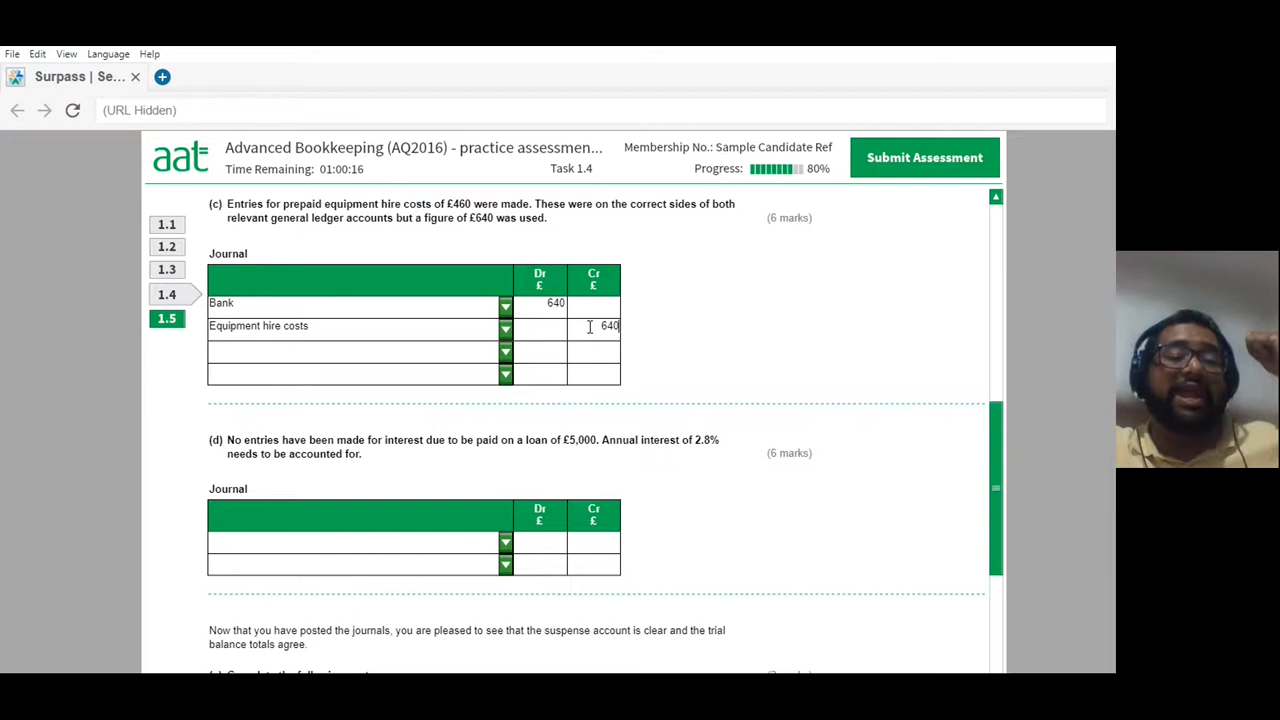 File Edit View Language Help
Surpass | Se...
(URL Hidden)
aat
Advanced Bookkeeping (AQ2016) - practice assessmen...
Membership No.: Sample Candidate Ref
Submit Assessment
Time Remaining: 01:00:16
Task 1.4
Progress: 80%
1.1
1.2
1.3
1.4
1.5
(c) Entries for prepaid equipment hire costs of £460 were made. These were on the correct sides of both
relevant general ledger accounts but a figure of £640 was used.
(6 marks)
Journal
Dr Cr
£ £
Bank 640
Equipment hire costs 640
(d) No entries have been made for interest due to be paid on a loan of £5,000. Annual interest of 2.8%
needs to be accounted for.
(6 marks)
Journal
Dr Cr
£ £
Now that you have posted the journals, you are pleased to see that the suspense account is clear and the trial
balance totals agree.